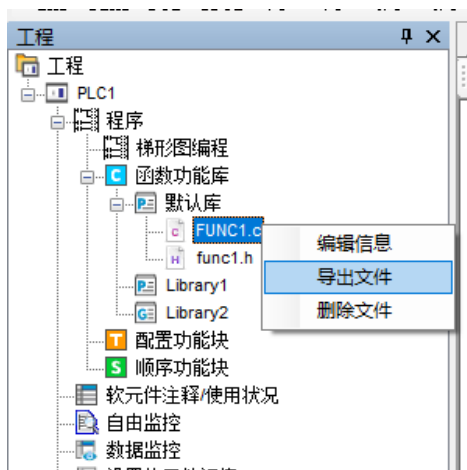 工程
工程
PLC1
程序
梯形图编程
函数功能库
默认库
FUNC1.c
func1.h
Library1
Library2
配置功能块
顺序功能块
软元件注释/使用状况
自由监控
数据监控
编辑信息
导出文件
删除文件